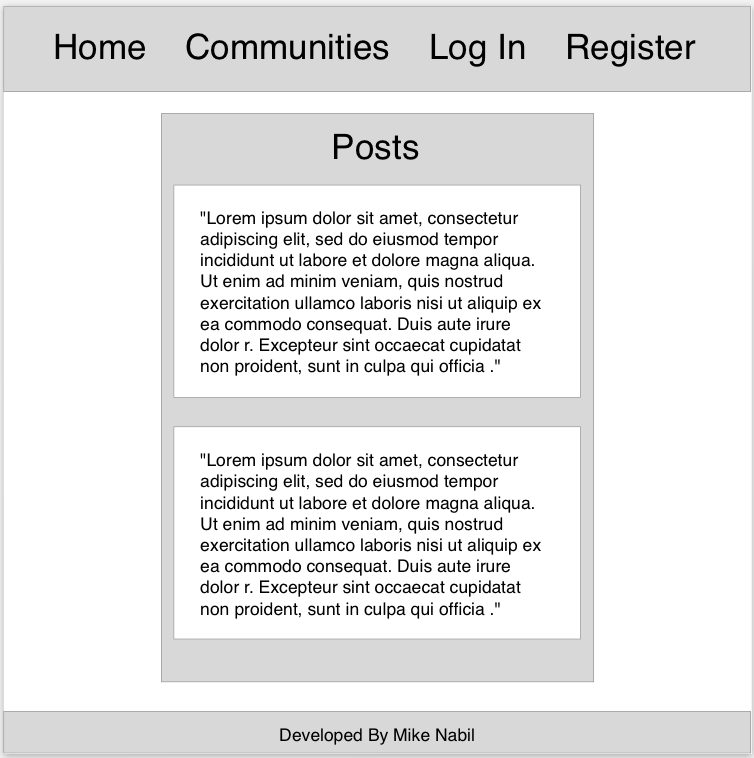 Home Communities Log In Register
Posts
"Lorem ipsum dolor sit amet, consectetur
adipiscing elit, sed do eiusmod tempor
incididunt ut labore et dolore magna aliqua.
Ut enim ad minim veniam, quis nostrud
exercitation ullamco laboris nisi ut aliquip ex
ea commodo consequat. Duis aute irure
dolor r. Excepteur sint occaecat cupidatat
non proident, sunt in culpa qui officia ."
"Lorem ipsum dolor sit amet, consectetur
adipiscing elit, sed do eiusmod tempor
incididunt ut labore et dolore magna aliqua.
Ut enim ad minim veniam, quis nostrud
exercitation ullamco laboris nisi ut aliquip ex
ea commodo consequat. Duis aute irure
dolor r. Excepteur sint occaecat cupidatat
non proident, sunt in culpa qui officia ."
Developed By Mike Nabil